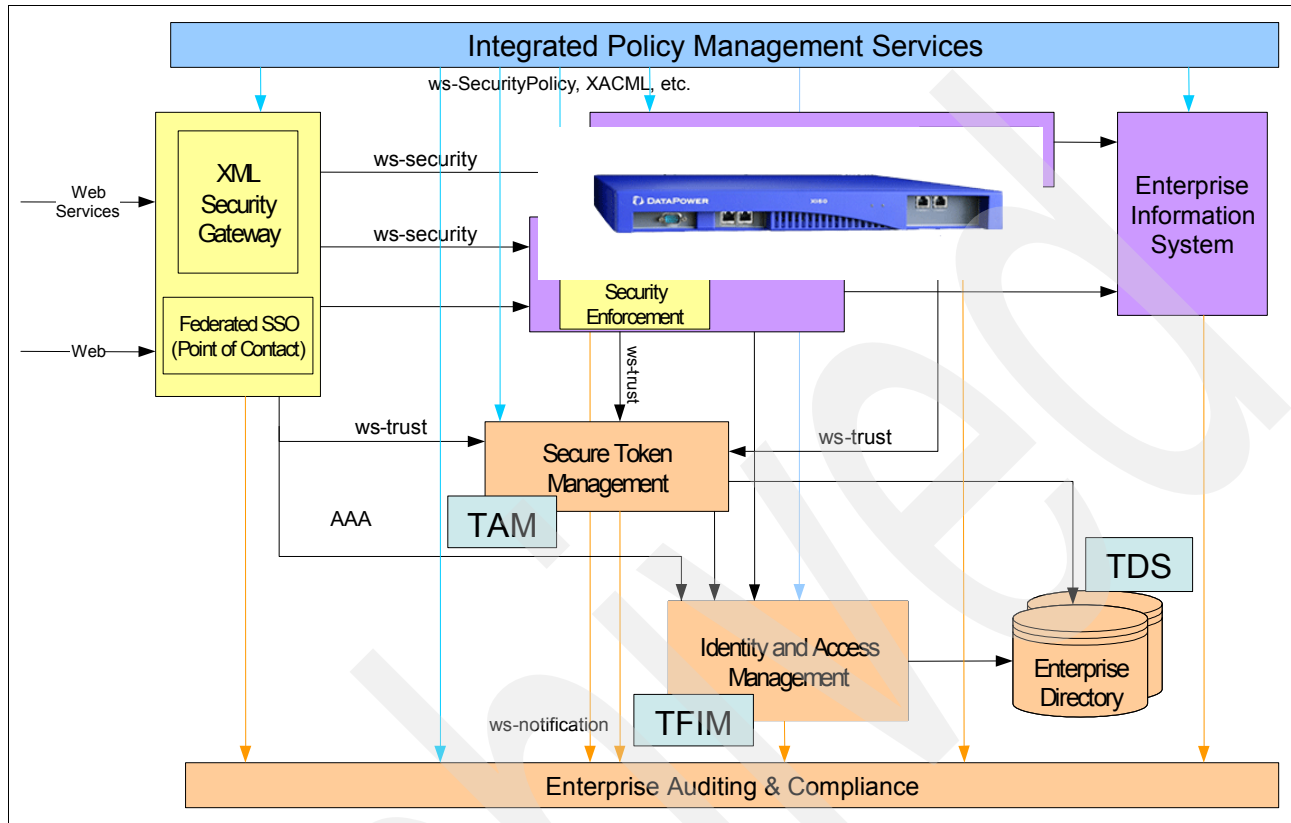 Integrated Policy Management Services
ws-SecurityPolicy, XACML, etc.
XML
Security
Gateway
ws-security
Web
Services
ws-security
DATAPOWER
XI50
Enterprise
Information
System
Federated SSO
(Point of Contact)
Web
Security
Enforcement
ws-trust
ws-trust
ws-trust
Secure Token
Management
AAA
TAM
TDS
Identity and Access
Management
Enterprise
Directory
TFIM
ws-notification
Enterprise Auditing & Compliance